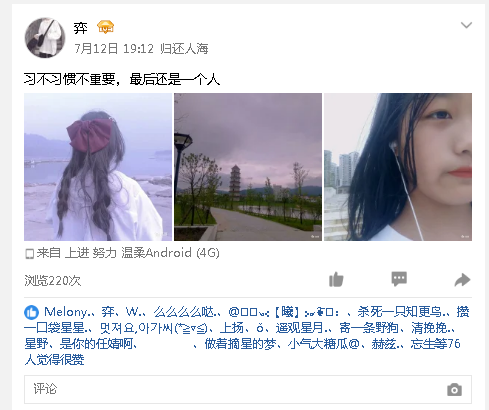 弈
7月12日 19:12 归还人海
习不习惯不重要，最后还是一个人
来自 上进 努力 温柔Android (4G)
浏览220次
Melony.、弈、W.、么么么么哒.、@□□ 【曦】 □：、杀死一只知更鸟.、攒
一口袋星星.、멋져요,아가씨(*≧▽≦)、上扬、ǒ、遥观星月.、寄一条野狗、清挽挽.、
星野、是你的任婧啊、 、做着摘星的梦、小气大糖瓜@、赫兹.、忘生等76
人觉得很赞
评论